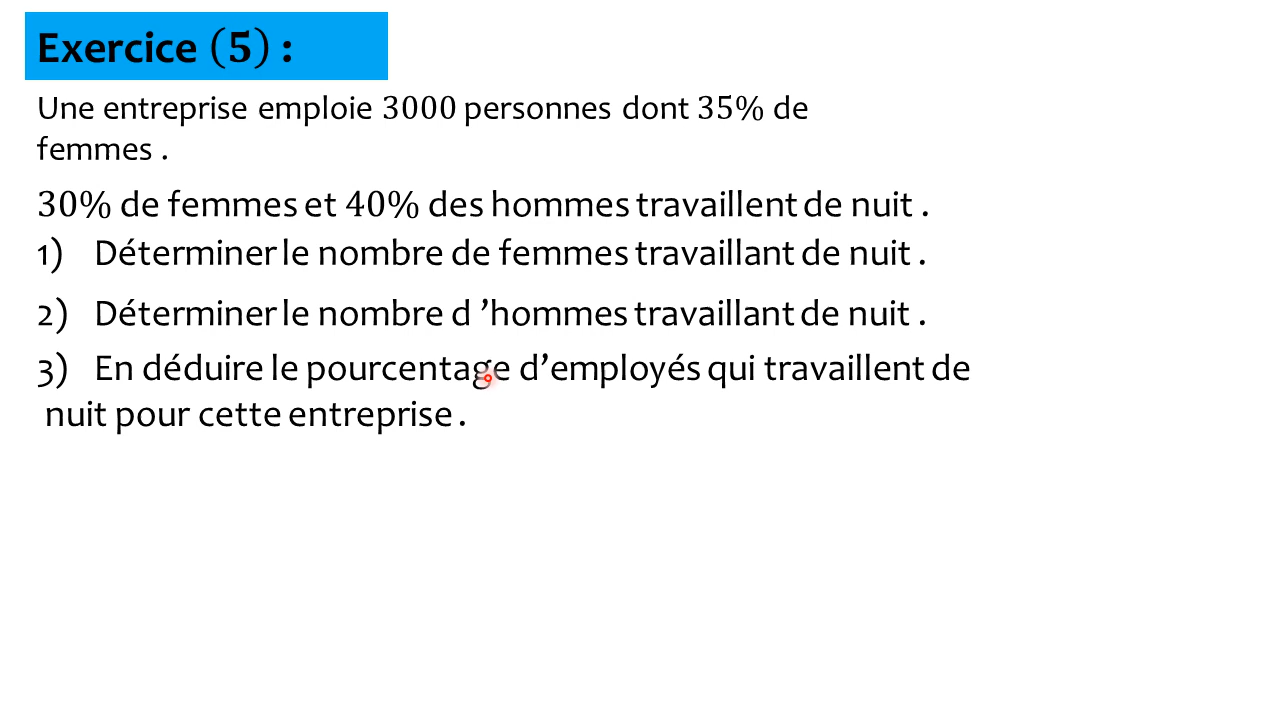 Exercice (5) :
Une entreprise emploie 3000 personnes dont 35% de
femmes .
30% de femmes et 40% des hommes travaillent de nuit .
1) Déterminer le nombre de femmes travaillant de nuit .
2) Déterminer le nombre d ’hommes travaillant de nuit .
3) En déduire le pourcentage d’employés qui travaillent de
nuit pour cette entreprise .